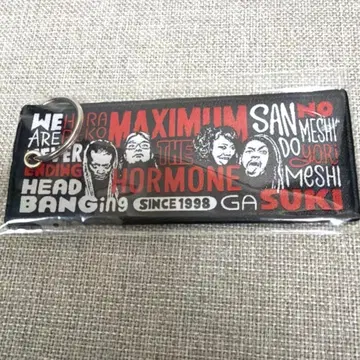 WE ARE
HARAKO
MAXIMUM
THE
HORMONE
SAN
DO
NO
MESHI
YORI
MESHI
ENDING
HEAD
BANGing
SINCE 1998
GA
SUKI